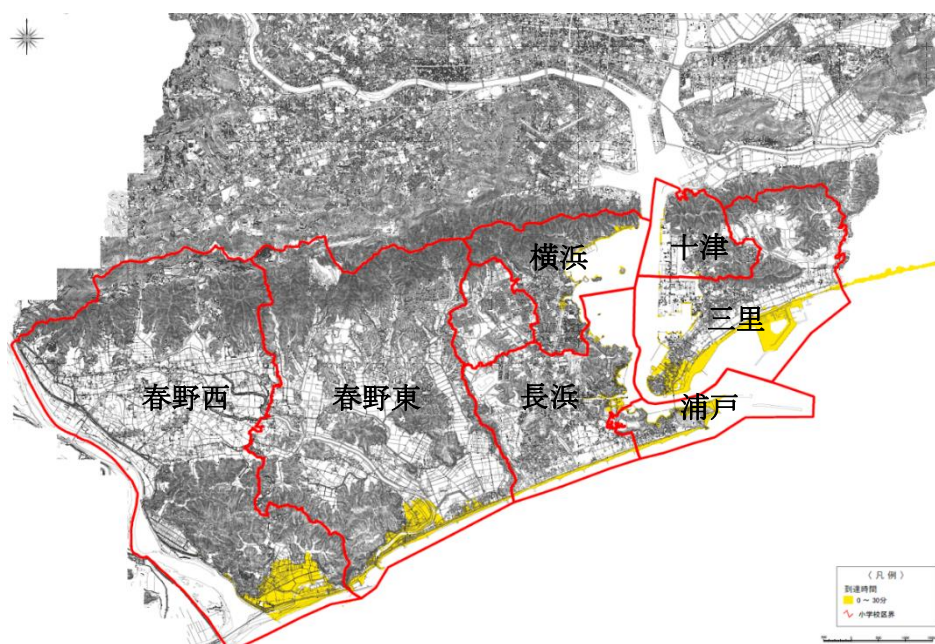 横浜
十津
三里
春野西
春野東
長浜
浦戸
〈凡例〉
到達時間
0～30分
小学校区界